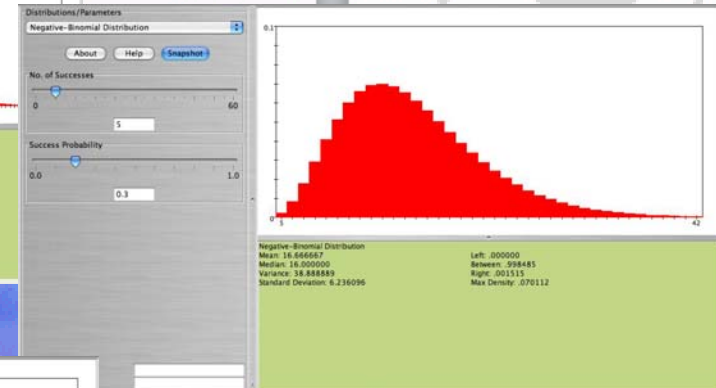 Distributions/Parameters
Negative-Binomial Distribution
About Help Snapshot
No. of Successes
0 60
5
Success Probability
0.0 1.0
0.3
0.1
0 5 42
Negative-Binomial Distribution
Mean: 16.666667
Median: 16.000000
Variance: 38.888889
Standard Deviation: 6.236096
Left: .000000
Between: .998485
Right: .001515
Max Density: .070112